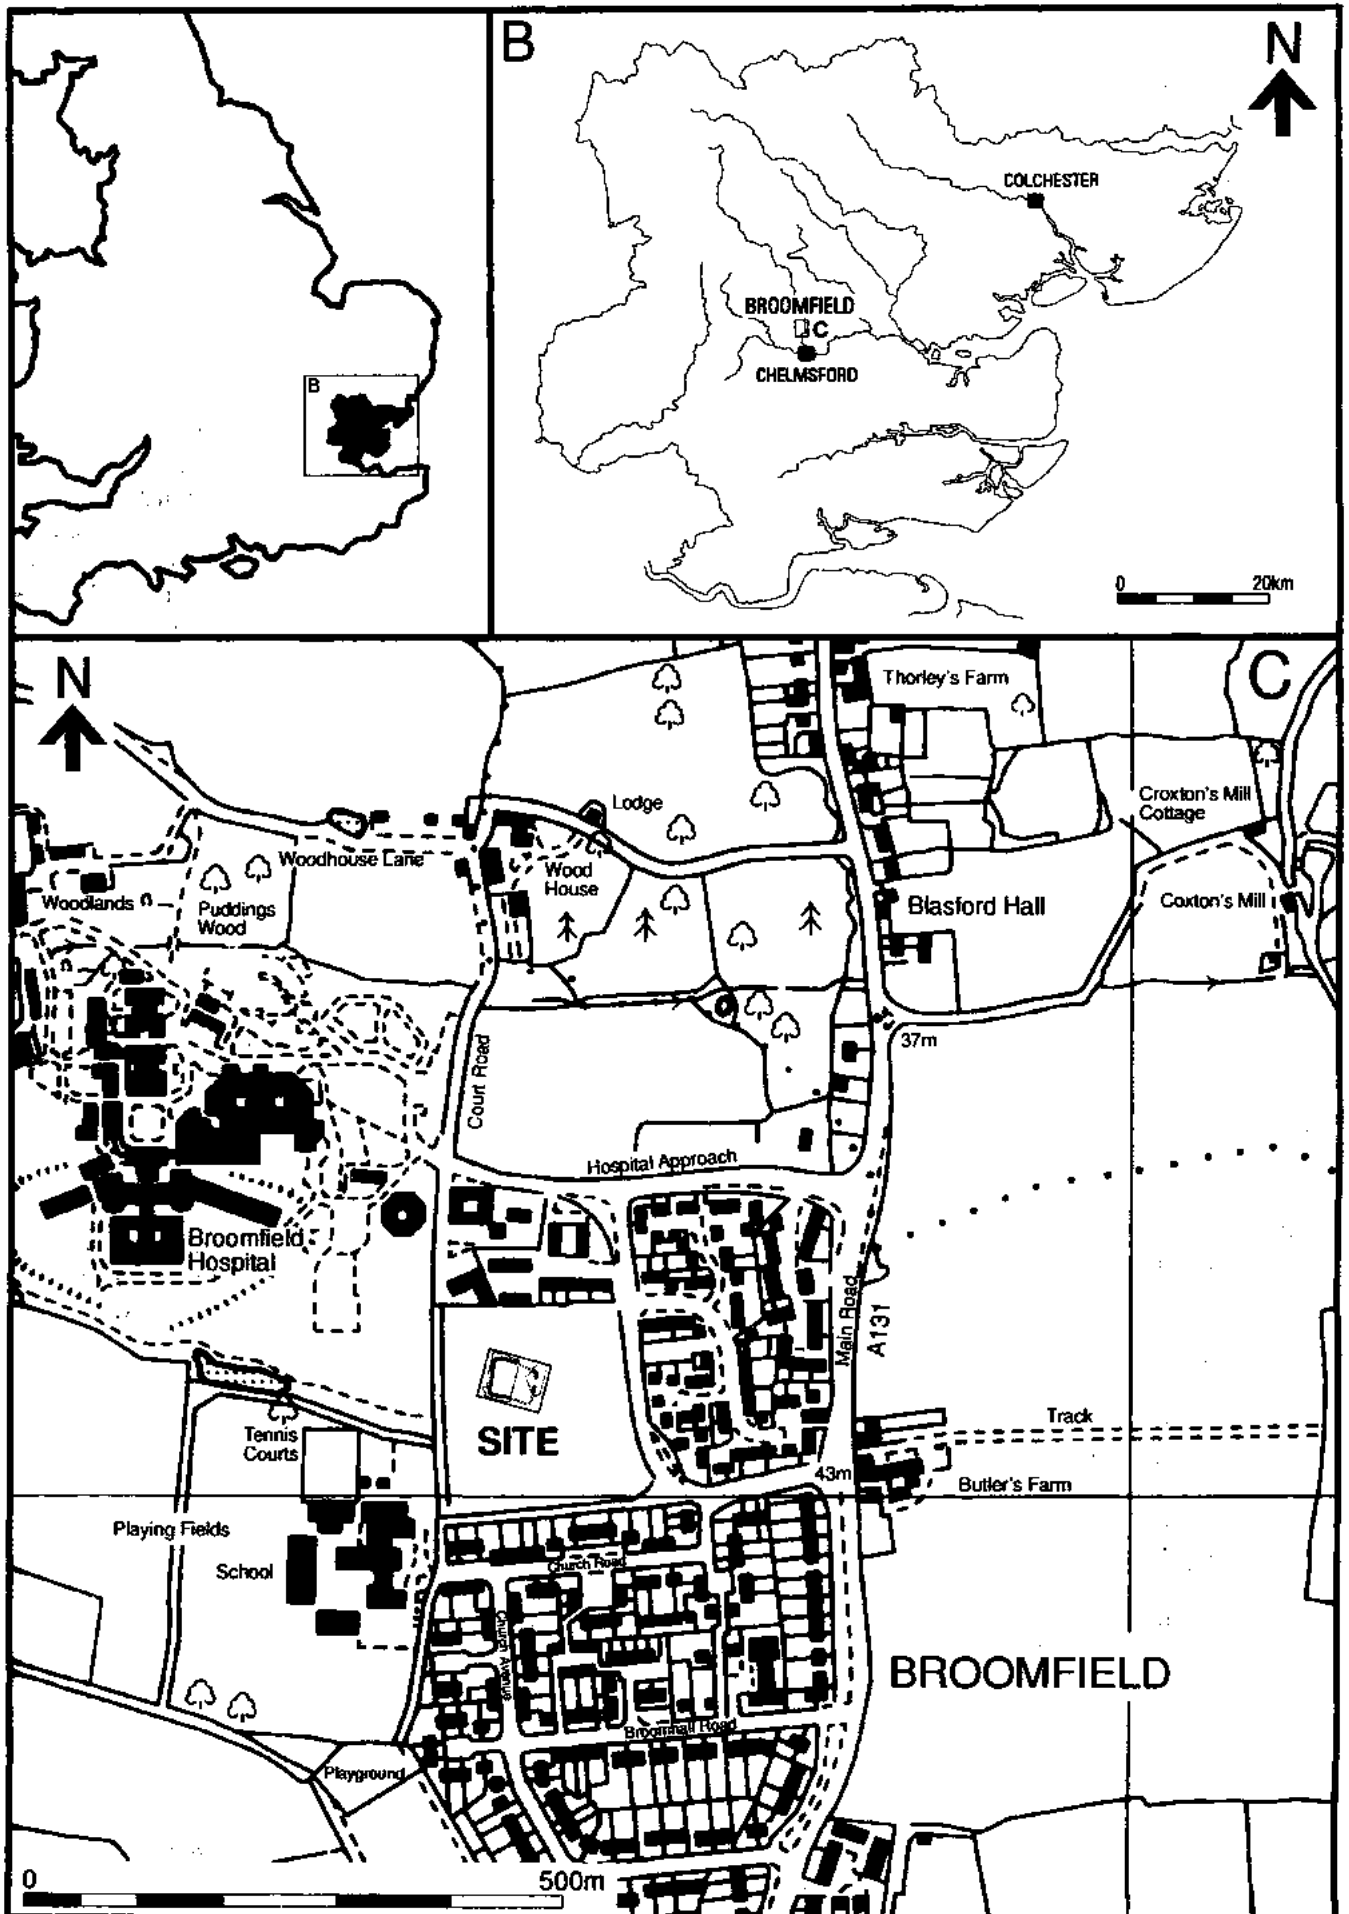 B
B
N
COLCHESTER
BROOMFIELD
C
CHELMSFORD
0 20km
N
C
Thorley's Farm
Lodge
Croxton's Mill
Cottage
Woodhouse Lane
Wood
House
Woodlands
Puddings
Wood
Blasford Hall
Coxton's Mill
37m
Court Road
Hospital Approach
Broomfield
Hospital
Main Road
A131
SITE
Tennis
Courts
Track
43m
Butler's Farm
Playing Fields
School
Church Road
Church Avenue
BROOMFIELD
Broomhall Road
Playground
0 500m